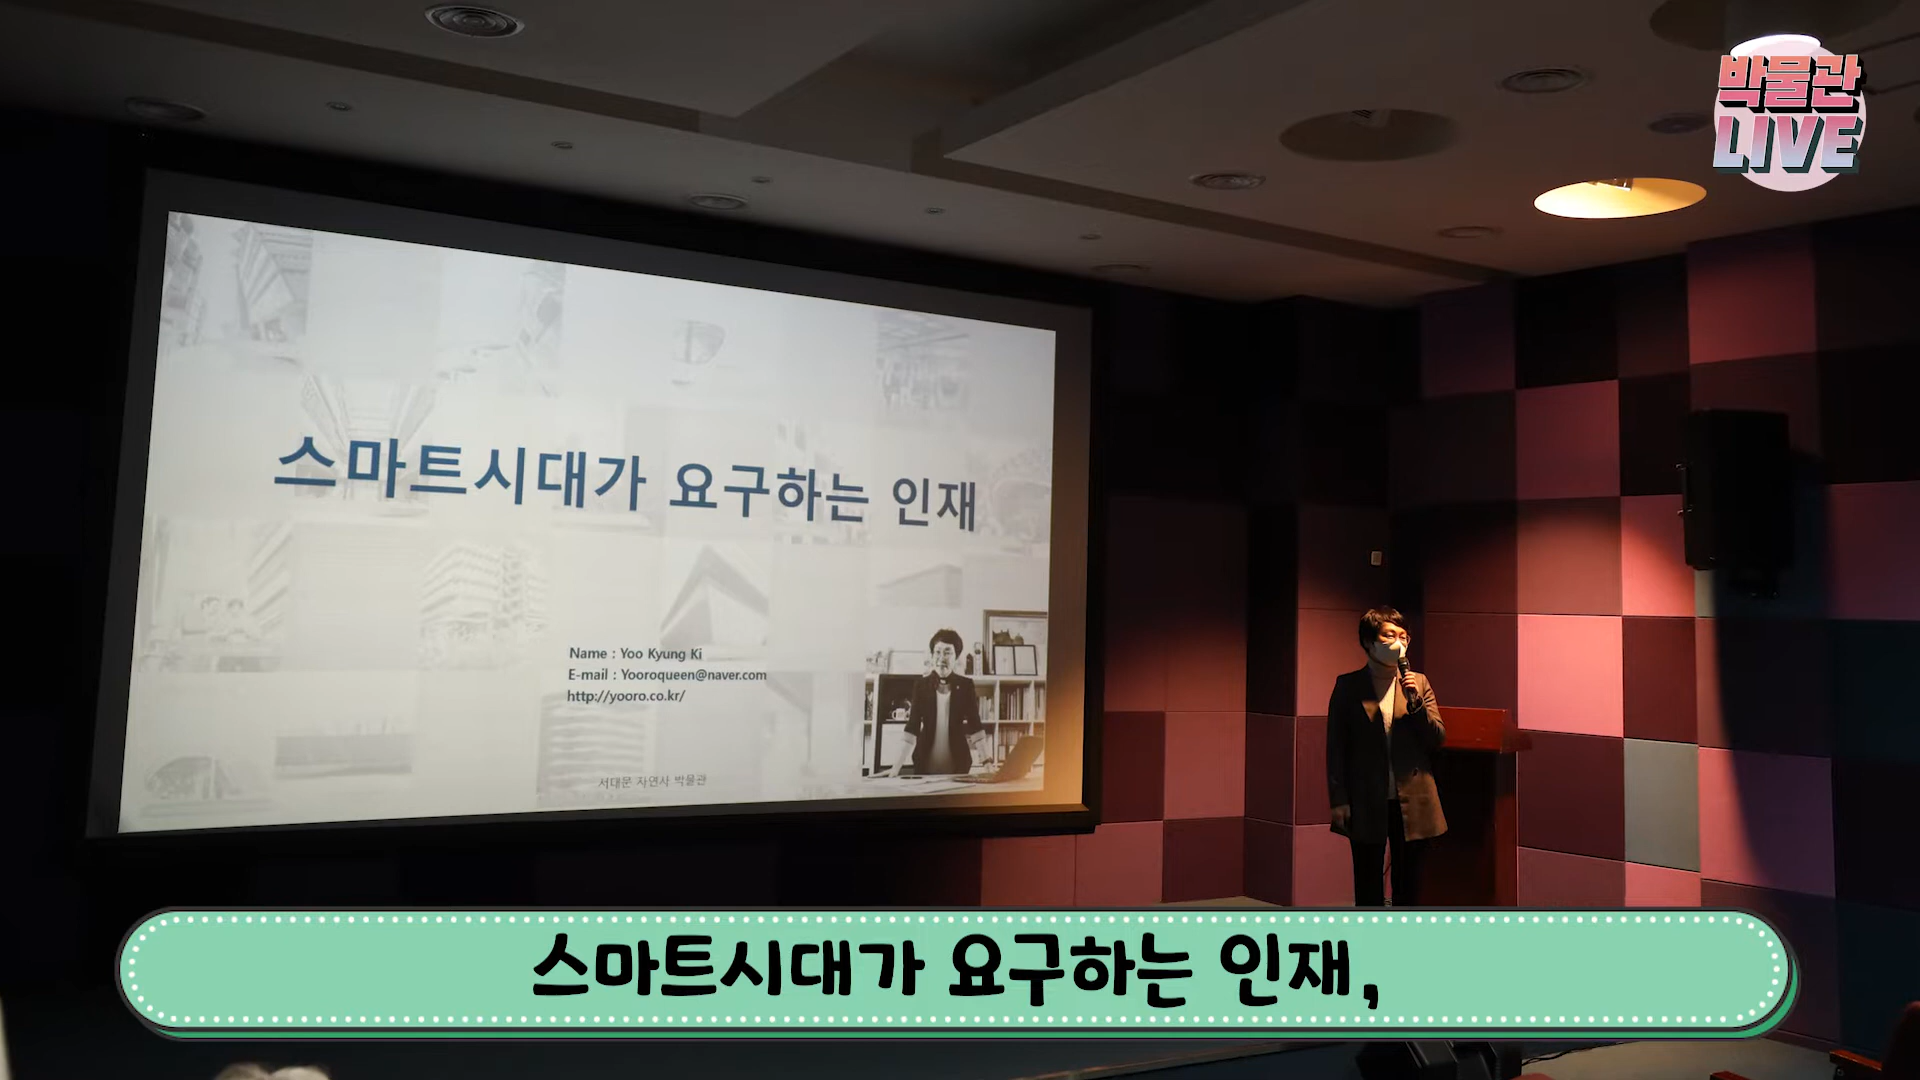 박물관
LIVE
스마트시대가 요구하는 인재
Name : Yoo Kyung Ki
E-mail : Yooroqueen@naver.com
http://yooro.co.kr/
서대문 자연사 박물관
스마트시대가 요구하는 인재,